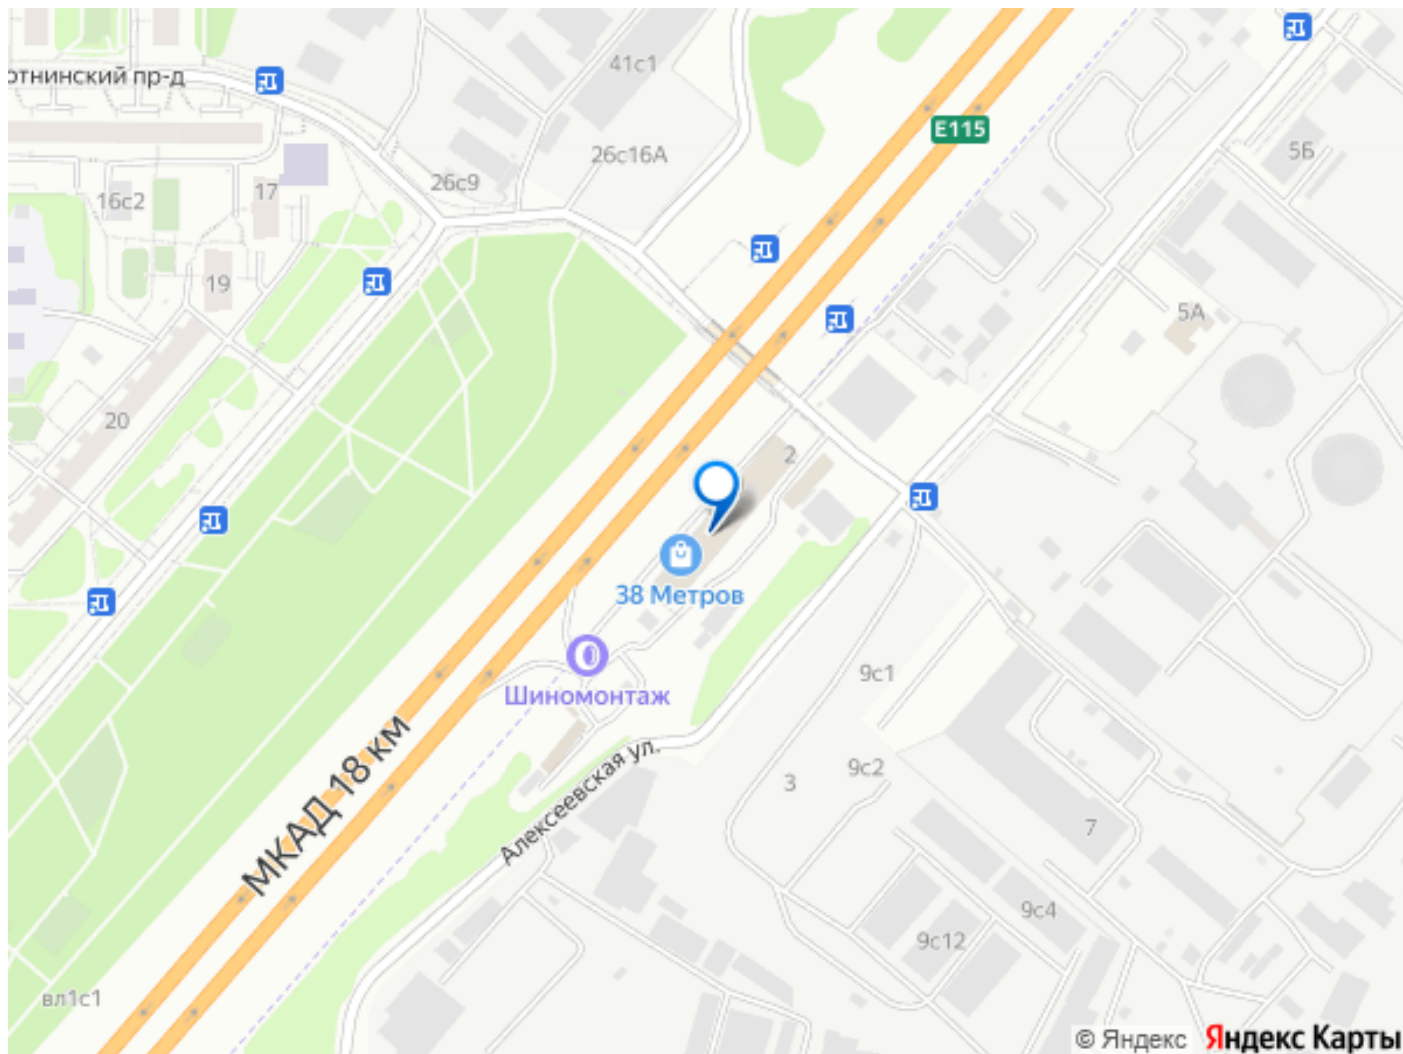 41с1
отнинский пр-д
E115
26с16А
5Б
26с9
17
16с2
19
5А
20
2
38 Метров
9с1
Шиномонтаж
МКАД 18 км
Алексеевская ул.
9с2
3
7
9с4
9с12
вл1с1
© Яндекс
Яндекс Карты